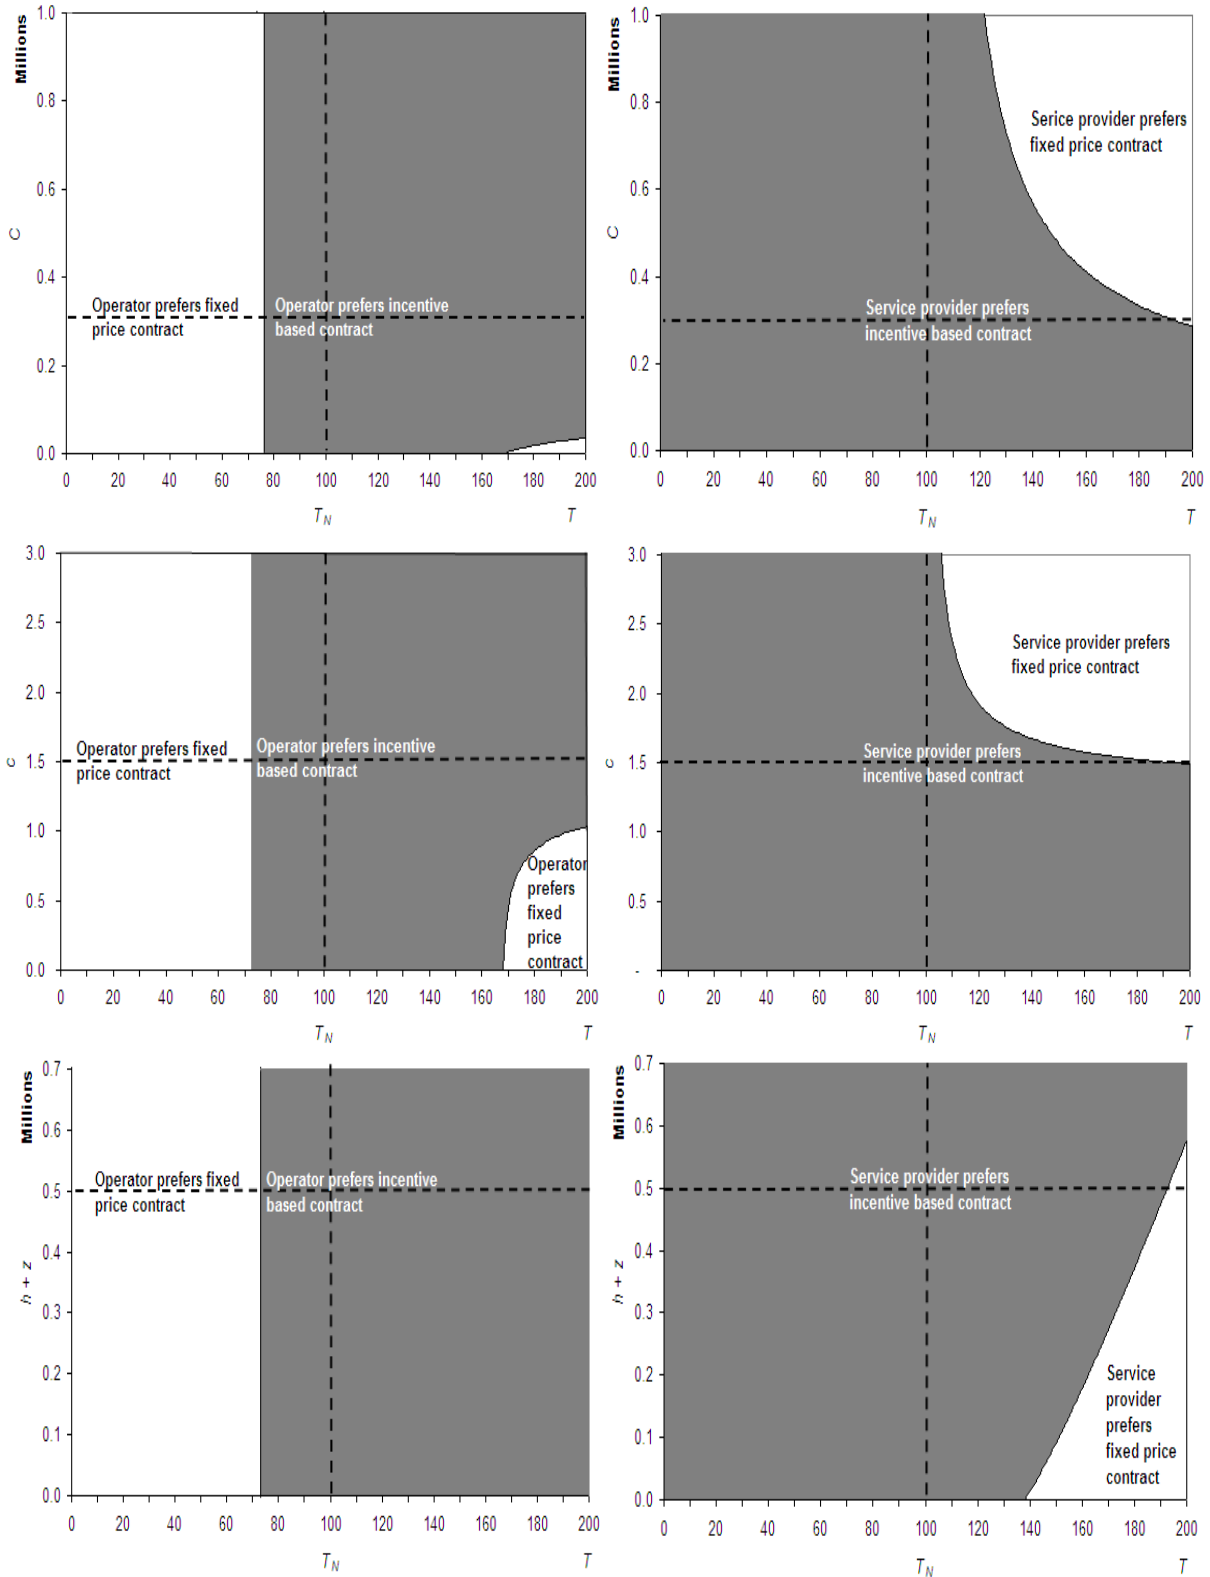 Millions
C
1.0
0.8
0.6
0.4
0.2
0.0
Operator prefers fixed
price contract
Operator prefers incentive
based contract
0 20 40 60 80 100 120 140 160 180 200
T_N T
Millions
C
1.0
0.8
0.6
0.4
0.2
0.0
Serice provider prefers
fixed price contract
Service provider prefers
incentive based contract
0 20 40 60 80 100 120 140 160 180 200
T_N T
c
3.0
2.5
2.0
1.5
1.0
0.5
0.0
Operator prefers fixed
price contract
Operator prefers incentive
based contract
Operator
prefers
fixed
price
contract
0 20 40 60 80 100 120 140 160 180 200
T_N T
c
3.0
2.5
2.0
1.5
1.0
0.5
-
Service provider prefers
fixed price contract
Service provider prefers
incentive based contract
0 20 40 60 80 100 120 140 160 180 200
T_N T
Millions
h + z
0.7
0.6
0.5
0.4
0.3
0.2
0.1
0.0
Operator prefers fixed
price contract
Operator prefers incentive
based contract
0 20 40 60 80 100 120 140 160 180 200
T_N T
Millions
h + z
0.7
0.6
0.5
0.4
0.3
0.2
0.1
0.0
Service provider prefers
incentive based contract
Service
provider
prefers
fixed price
contract
0 20 40 60 80 100 120 140 160 180 200
T_N T